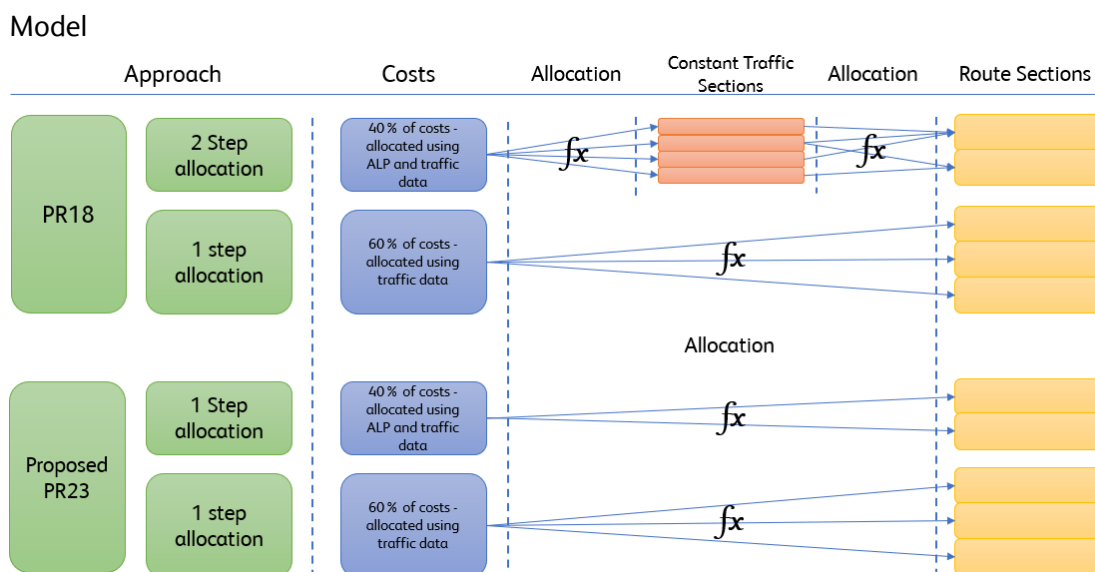 Model
Approach
Costs
Allocation
Constant Traffic
Sections
Allocation
Route Sections
PR18
2 Step
allocation
40% of costs -
allocated using
ALP and traffic
data
fx
fx
1 step
allocation
60% of costs -
allocated using
traffic data
fx
Allocation
Proposed
PR23
1 Step
allocation
40% of costs -
allocated using
ALP and traffic
data
fx
1 step
allocation
60% of costs -
allocated using
traffic data
fx